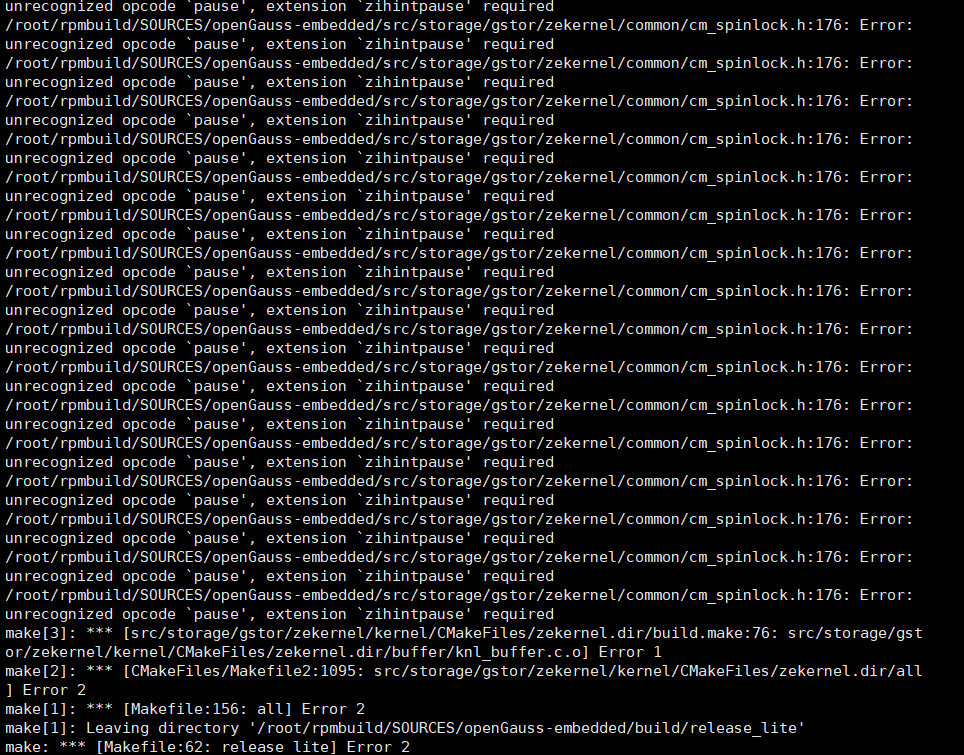 unrecognized opcode `pause', extension `zihintpause' required
/root/rpmbuild/SOURCES/openGauss-embedded/src/storage/gstor/zekernel/common/cm_spinlock.h:176: Error:
unrecognized opcode `pause', extension `zihintpause' required
/root/rpmbuild/SOURCES/openGauss-embedded/src/storage/gstor/zekernel/common/cm_spinlock.h:176: Error:
unrecognized opcode `pause', extension `zihintpause' required
/root/rpmbuild/SOURCES/openGauss-embedded/src/storage/gstor/zekernel/common/cm_spinlock.h:176: Error:
unrecognized opcode `pause', extension `zihintpause' required
/root/rpmbuild/SOURCES/openGauss-embedded/src/storage/gstor/zekernel/common/cm_spinlock.h:176: Error:
unrecognized opcode `pause', extension `zihintpause' required
/root/rpmbuild/SOURCES/openGauss-embedded/src/storage/gstor/zekernel/common/cm_spinlock.h:176: Error:
unrecognized opcode `pause', extension `zihintpause' required
/root/rpmbuild/SOURCES/openGauss-embedded/src/storage/gstor/zekernel/common/cm_spinlock.h:176: Error:
unrecognized opcode `pause', extension `zihintpause' required
/root/rpmbuild/SOURCES/openGauss-embedded/src/storage/gstor/zekernel/common/cm_spinlock.h:176: Error:
unrecognized opcode `pause', extension `zihintpause' required
/root/rpmbuild/SOURCES/openGauss-embedded/src/storage/gstor/zekernel/common/cm_spinlock.h:176: Error:
unrecognized opcode `pause', extension `zihintpause' required
/root/rpmbuild/SOURCES/openGauss-embedded/src/storage/gstor/zekernel/common/cm_spinlock.h:176: Error:
unrecognized opcode `pause', extension `zihintpause' required
/root/rpmbuild/SOURCES/openGauss-embedded/src/storage/gstor/zekernel/common/cm_spinlock.h:176: Error:
unrecognized opcode `pause', extension `zihintpause' required
/root/rpmbuild/SOURCES/openGauss-embedded/src/storage/gstor/zekernel/common/cm_spinlock.h:176: Error:
unrecognized opcode `pause', extension `zihintpause' required
/root/rpmbuild/SOURCES/openGauss-embedded/src/storage/gstor/zekernel/common/cm_spinlock.h:176: Error:
unrecognized opcode `pause', extension `zihintpause' required
/root/rpmbuild/SOURCES/openGauss-embedded/src/storage/gstor/zekernel/common/cm_spinlock.h:176: Error:
unrecognized opcode `pause', extension `zihintpause' required
/root/rpmbuild/SOURCES/openGauss-embedded/src/storage/gstor/zekernel/common/cm_spinlock.h:176: Error:
unrecognized opcode `pause', extension `zihintpause' required
/root/rpmbuild/SOURCES/openGauss-embedded/src/storage/gstor/zekernel/common/cm_spinlock.h:176: Error:
unrecognized opcode `pause', extension `zihintpause' required
/root/rpmbuild/SOURCES/openGauss-embedded/src/storage/gstor/zekernel/common/cm_spinlock.h:176: Error:
unrecognized opcode `pause', extension `zihintpause' required
make[3]: *** [src/storage/gstor/zekernel/kernel/CMakeFiles/zekernel.dir/build.make:76: src/storage/gst
or/zekernel/kernel/CMakeFiles/zekernel.dir/buffer/knl_buffer.c.o] Error 1
make[2]: *** [CMakeFiles/Makefile2:1095: src/storage/gstor/zekernel/kernel/CMakeFiles/zekernel.dir/all
] Error 2
make[1]: *** [Makefile:156: all] Error 2
make[1]: Leaving directory '/root/rpmbuild/SOURCES/openGauss-embedded/build/release_lite'
make: *** [Makefile:62: release_lite] Error 2